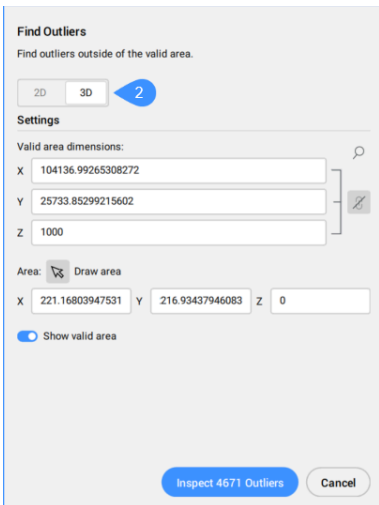 Find Outliers
Find outliers outside of the valid area.
2D 3D 2
Settings
Valid area dimensions:
X 104136.99265308272
Y 25733.85299215602
Z 1000
Area: Draw area
X 221.16803947531 Y 216.93437946083 Z 0
Show valid area
Inspect 4671 Outliers Cancel